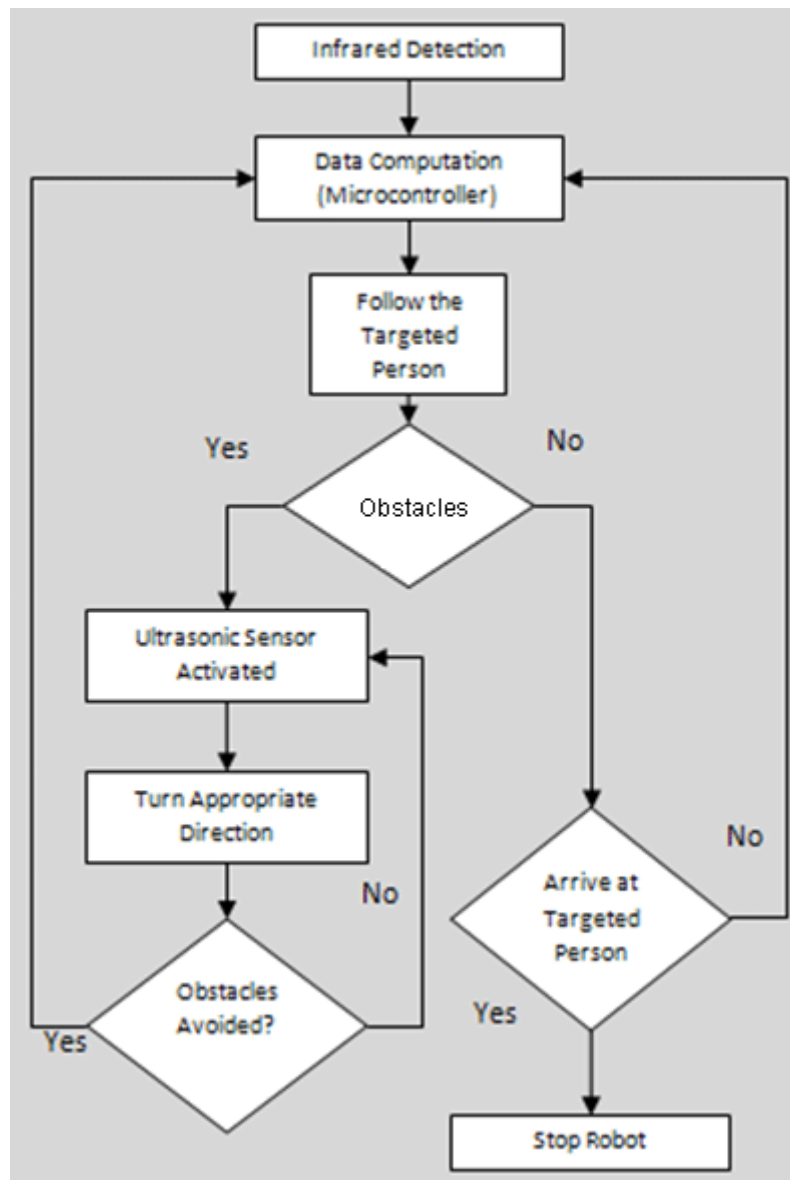 Infrared Detection
Data Computation
(Microcontroller)
Follow the
Targeted
Person
Yes
No
Obstacles
Ultrasonic Sensor
Activated
Turn Appropriate
Direction
No
No
Arrive at
Targeted
Person
Obstacles
Avoided?
Yes
Yes
Stop Robot